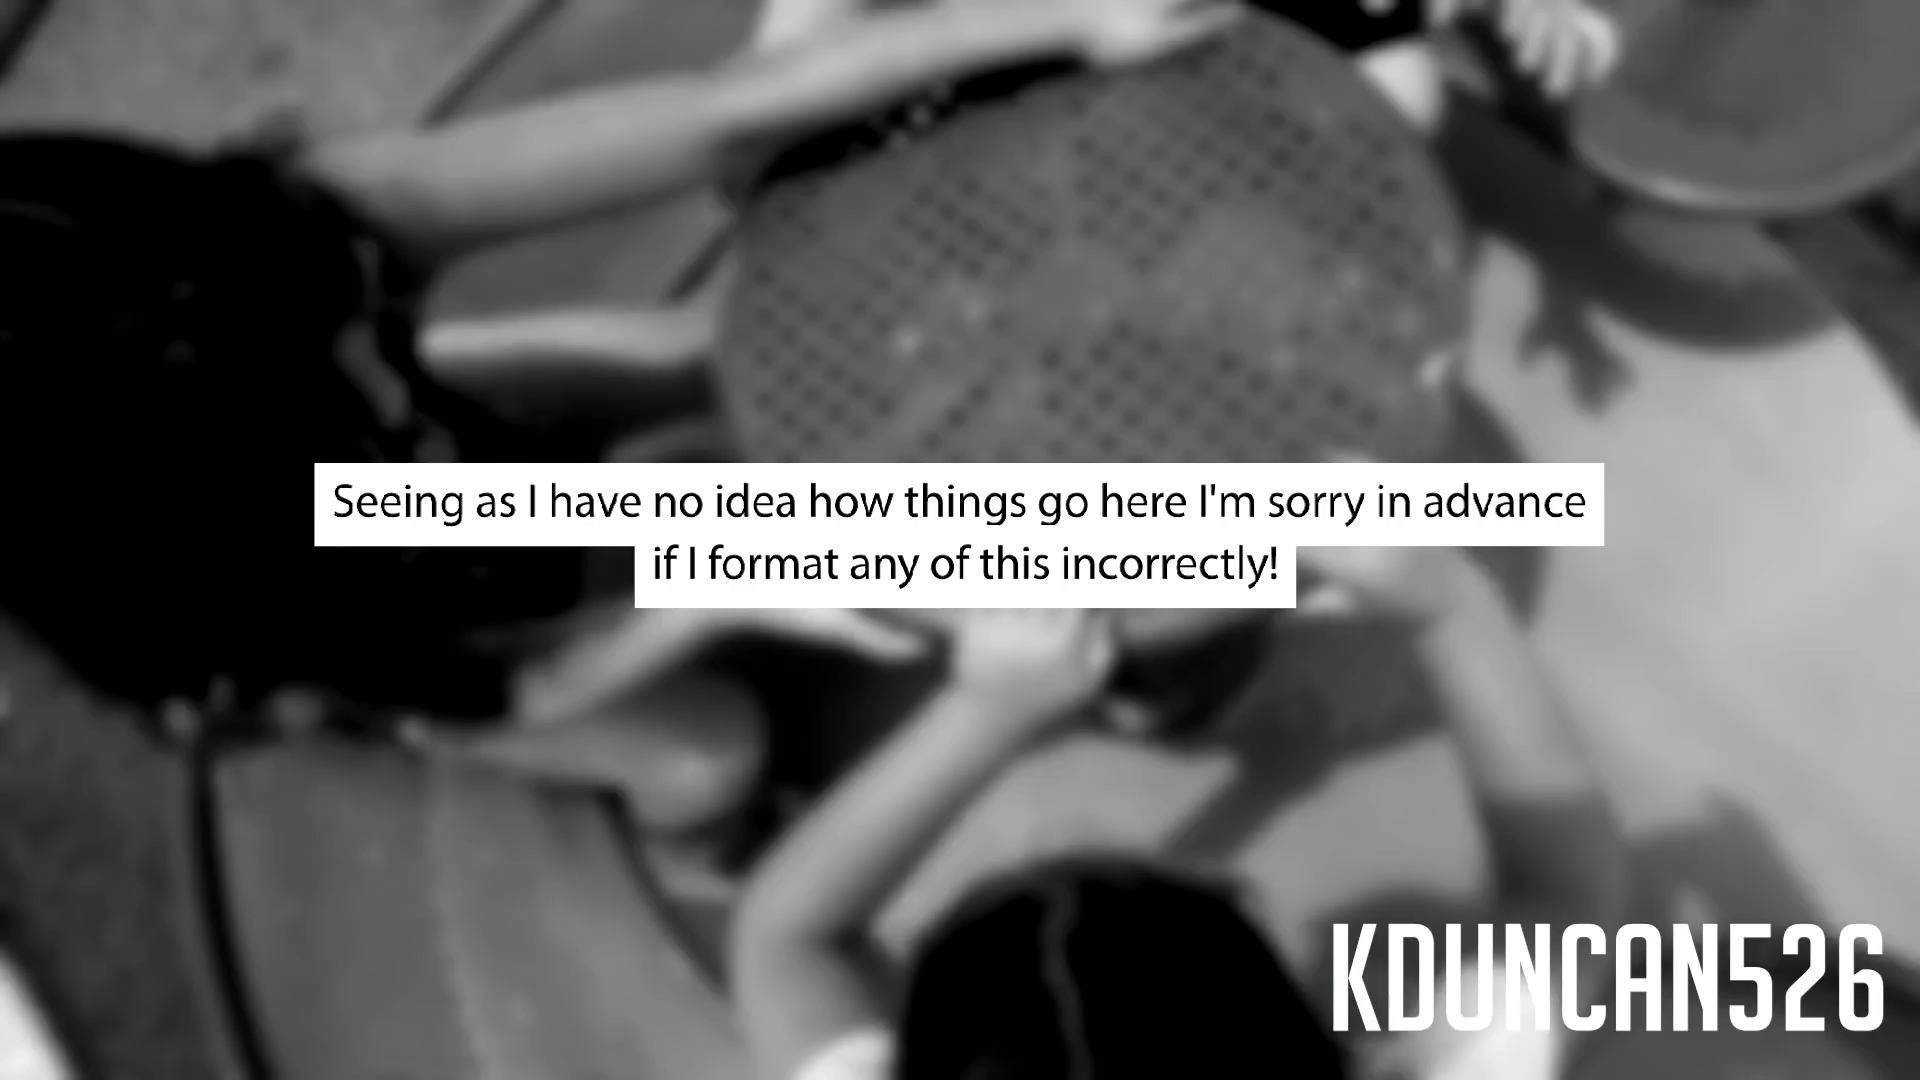 Seeing as I have no idea how things go here I'm sorry in advance
if I format any of this incorrectly!
KDUNCAN526